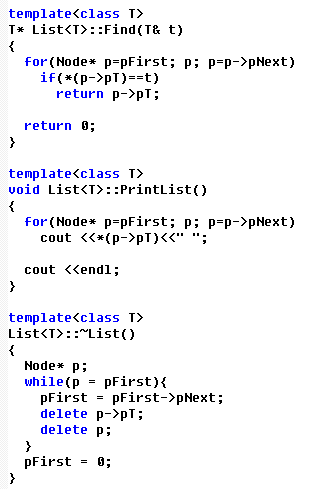 template<class T>
T* List<T>::Find(T& t)
{
  for(Node* p=pFirst; p; p=p->pNext)
    if(*(p->pT)==t)
      return p->pT;

  return 0;
}

template<class T>
void List<T>::PrintList()
{
  for(Node* p=pFirst; p; p=p->pNext)
    cout <<*(p->pT)<<" ";

  cout <<endl;
}

template<class T>
List<T>::~List()
{
  Node* p;
  while(p = pFirst){
    pFirst = pFirst->pNext;
    delete p->pT;
    delete p;
  }
  pFirst = 0;
}